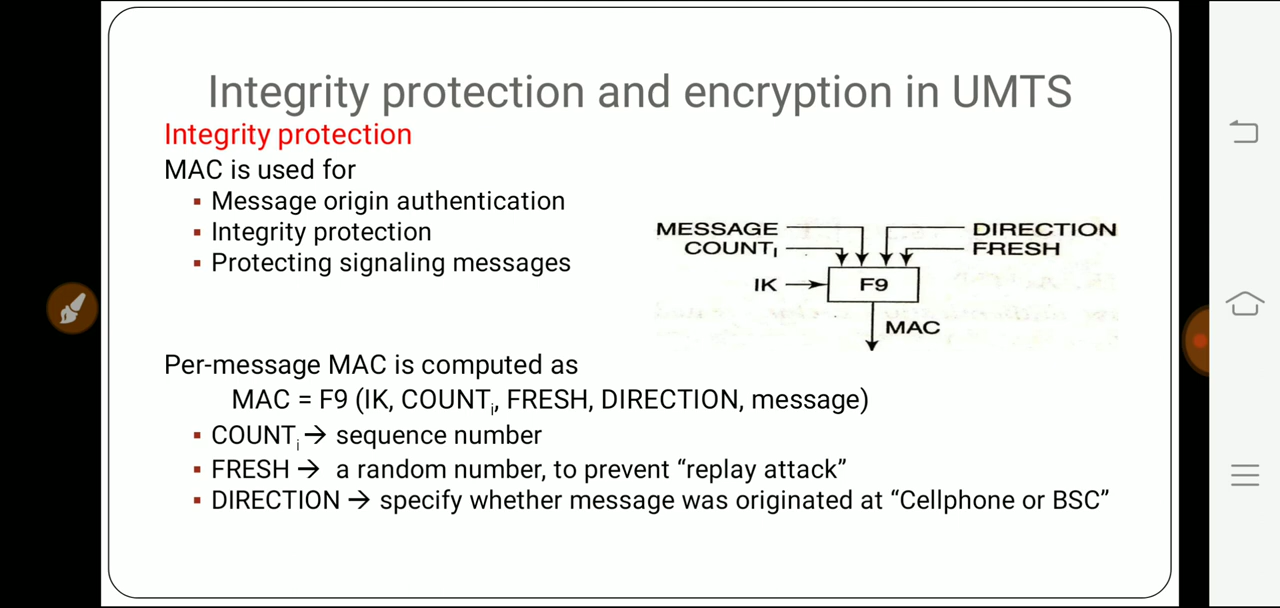 Integrity protection and encryption in UMTS
Integrity protection
MAC is used for
▪ Message origin authentication
▪ Integrity protection
▪ Protecting signaling messages
MESSAGE
COUNTI
DIRECTION
FRESH
IK
F9
MAC
Per-message MAC is computed as
MAC = F9 (IK, COUNTi, FRESH, DIRECTION, message)
▪ COUNTi → sequence number
▪ FRESH → a random number, to prevent “replay attack”
▪ DIRECTION → specify whether message was originated at “Cellphone or BSC”